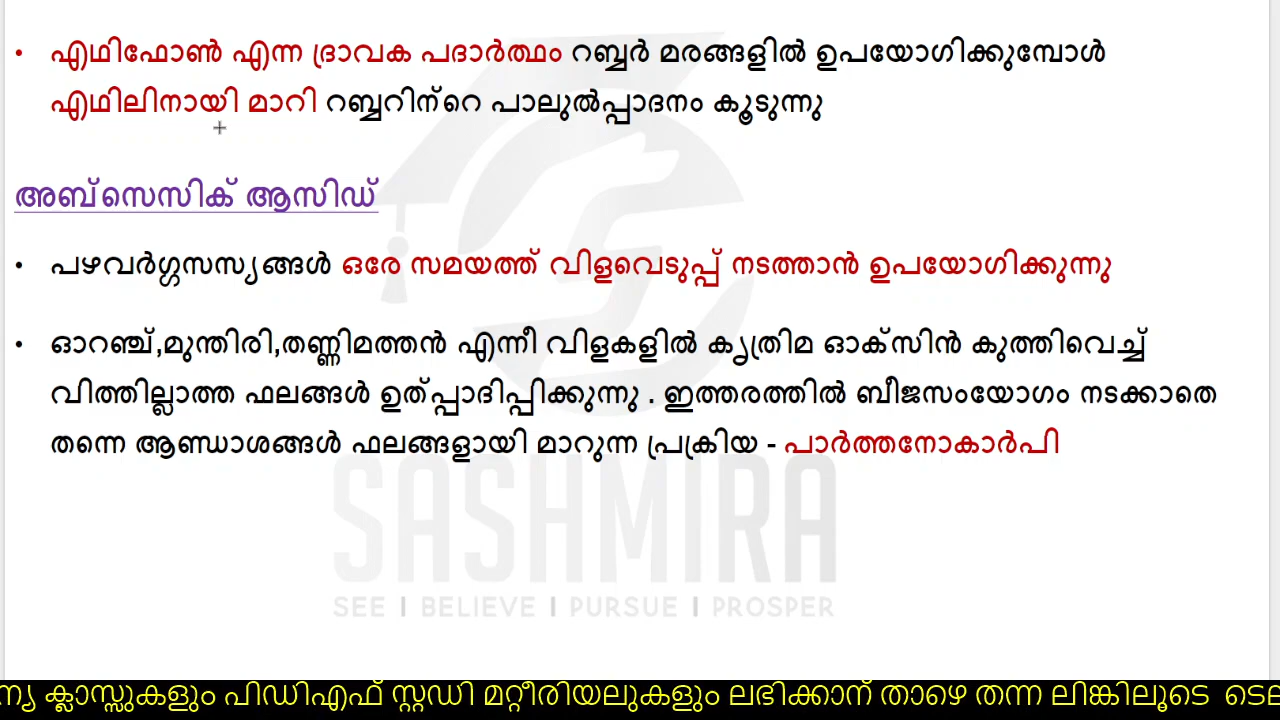 • എഥിഫോൺ എന്ന ദ്രാവക പദാർത്ഥം റബ്ബർ മരങ്ങളിൽ ഉപയോഗിക്കുമ്പോൾ
എഥിലിനായി മാറി റബ്ബറിന്റെ പാലുൽപ്പാദനം കൂടുന്നു
അബ്സെസിക് ആസിഡ്
• പഴവർഗ്ഗസസ്യങ്ങൾ ഒരേ സമയത്ത് വിളവെടുപ്പ് നടത്താൻ ഉപയോഗിക്കുന്നു
• ഓറഞ്ച്,മുന്തിരി,തണ്ണിമത്തൻ എന്നീ വിളകളിൽ കൃത്രിമ ഓക്സിൻ കുത്തിവെച്ച്
വിത്തില്ലാത്ത ഫലങ്ങൾ ഉത്പ്പാദിപ്പിക്കുന്നു . ഇത്തരത്തിൽ ബീജസംയോഗം നടക്കാതെ
തന്നെ ആണ്ഡാശങ്ങൾ ഫലങ്ങളായി മാറുന്ന പ്രക്രിയ - പാർത്തനോകാർപി
SASHMIRA
SEE | BELIEVE | PURSUE | PROSPER
ക്ലാസ്സുകളും പിഡിഎഫ് സ്റ്റഡി മറ്റീരിയലുകളും ലഭിക്കാന് താഴെ തന്ന ലിങ്കിലൂടെ